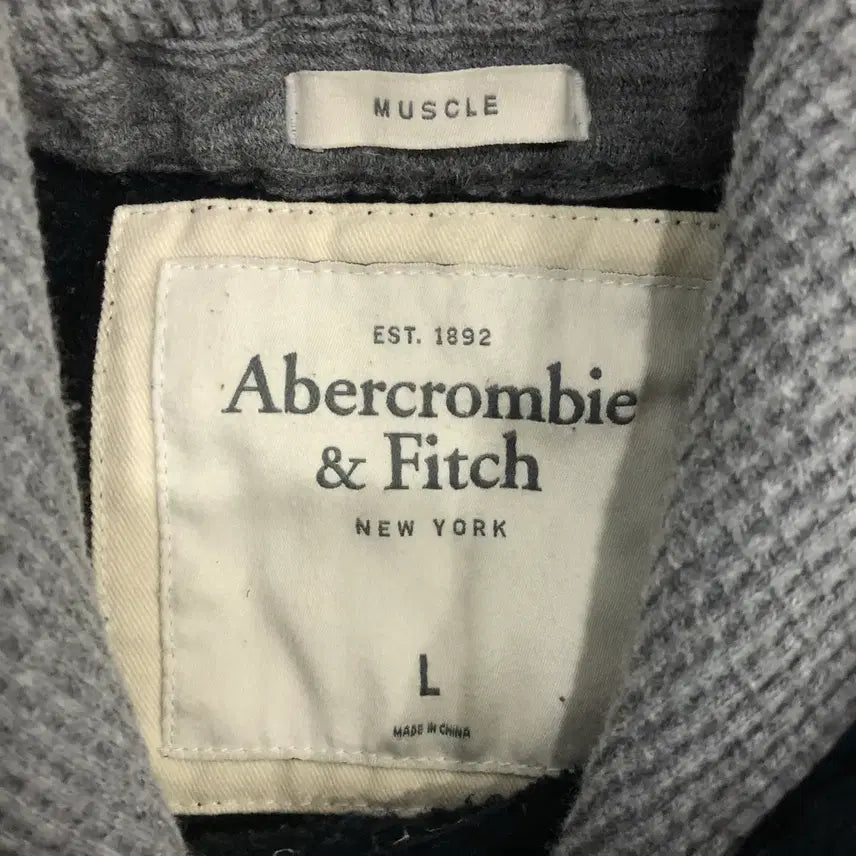 MUSCLE
EST. 1892
Abercrombie
& Fitch
NEW YORK
L
MADE IN CHINA